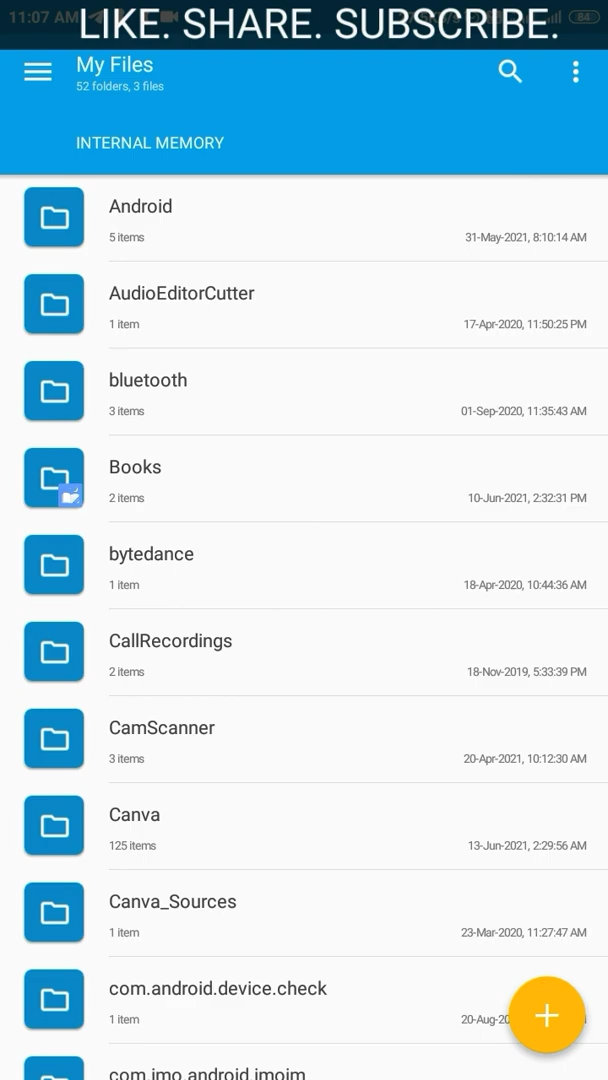 11:07 AM
LIKE. SHARE. SUBSCRIBE.
84
My Files
52 folders, 3 files
INTERNAL MEMORY
Android
5 items
31-May-2021, 8:10:14 AM
AudioEditorCutter
1 item
17-Apr-2020, 11:50:25 PM
bluetooth
3 items
01-Sep-2020, 11:35:43 AM
Books
2 items
10-Jun-2021, 2:32:31 PM
bytedance
1 item
18-Apr-2020, 10:44:36 AM
CallRecordings
2 items
18-Nov-2019, 5:33:39 PM
CamScanner
3 items
20-Apr-2021, 10:12:30 AM
Canva
125 items
13-Jun-2021, 2:29:56 AM
Canva_Sources
1 item
23-Mar-2020, 11:27:47 AM
com.android.device.check
1 item
20-Aug-20
com.imo.android.imoim